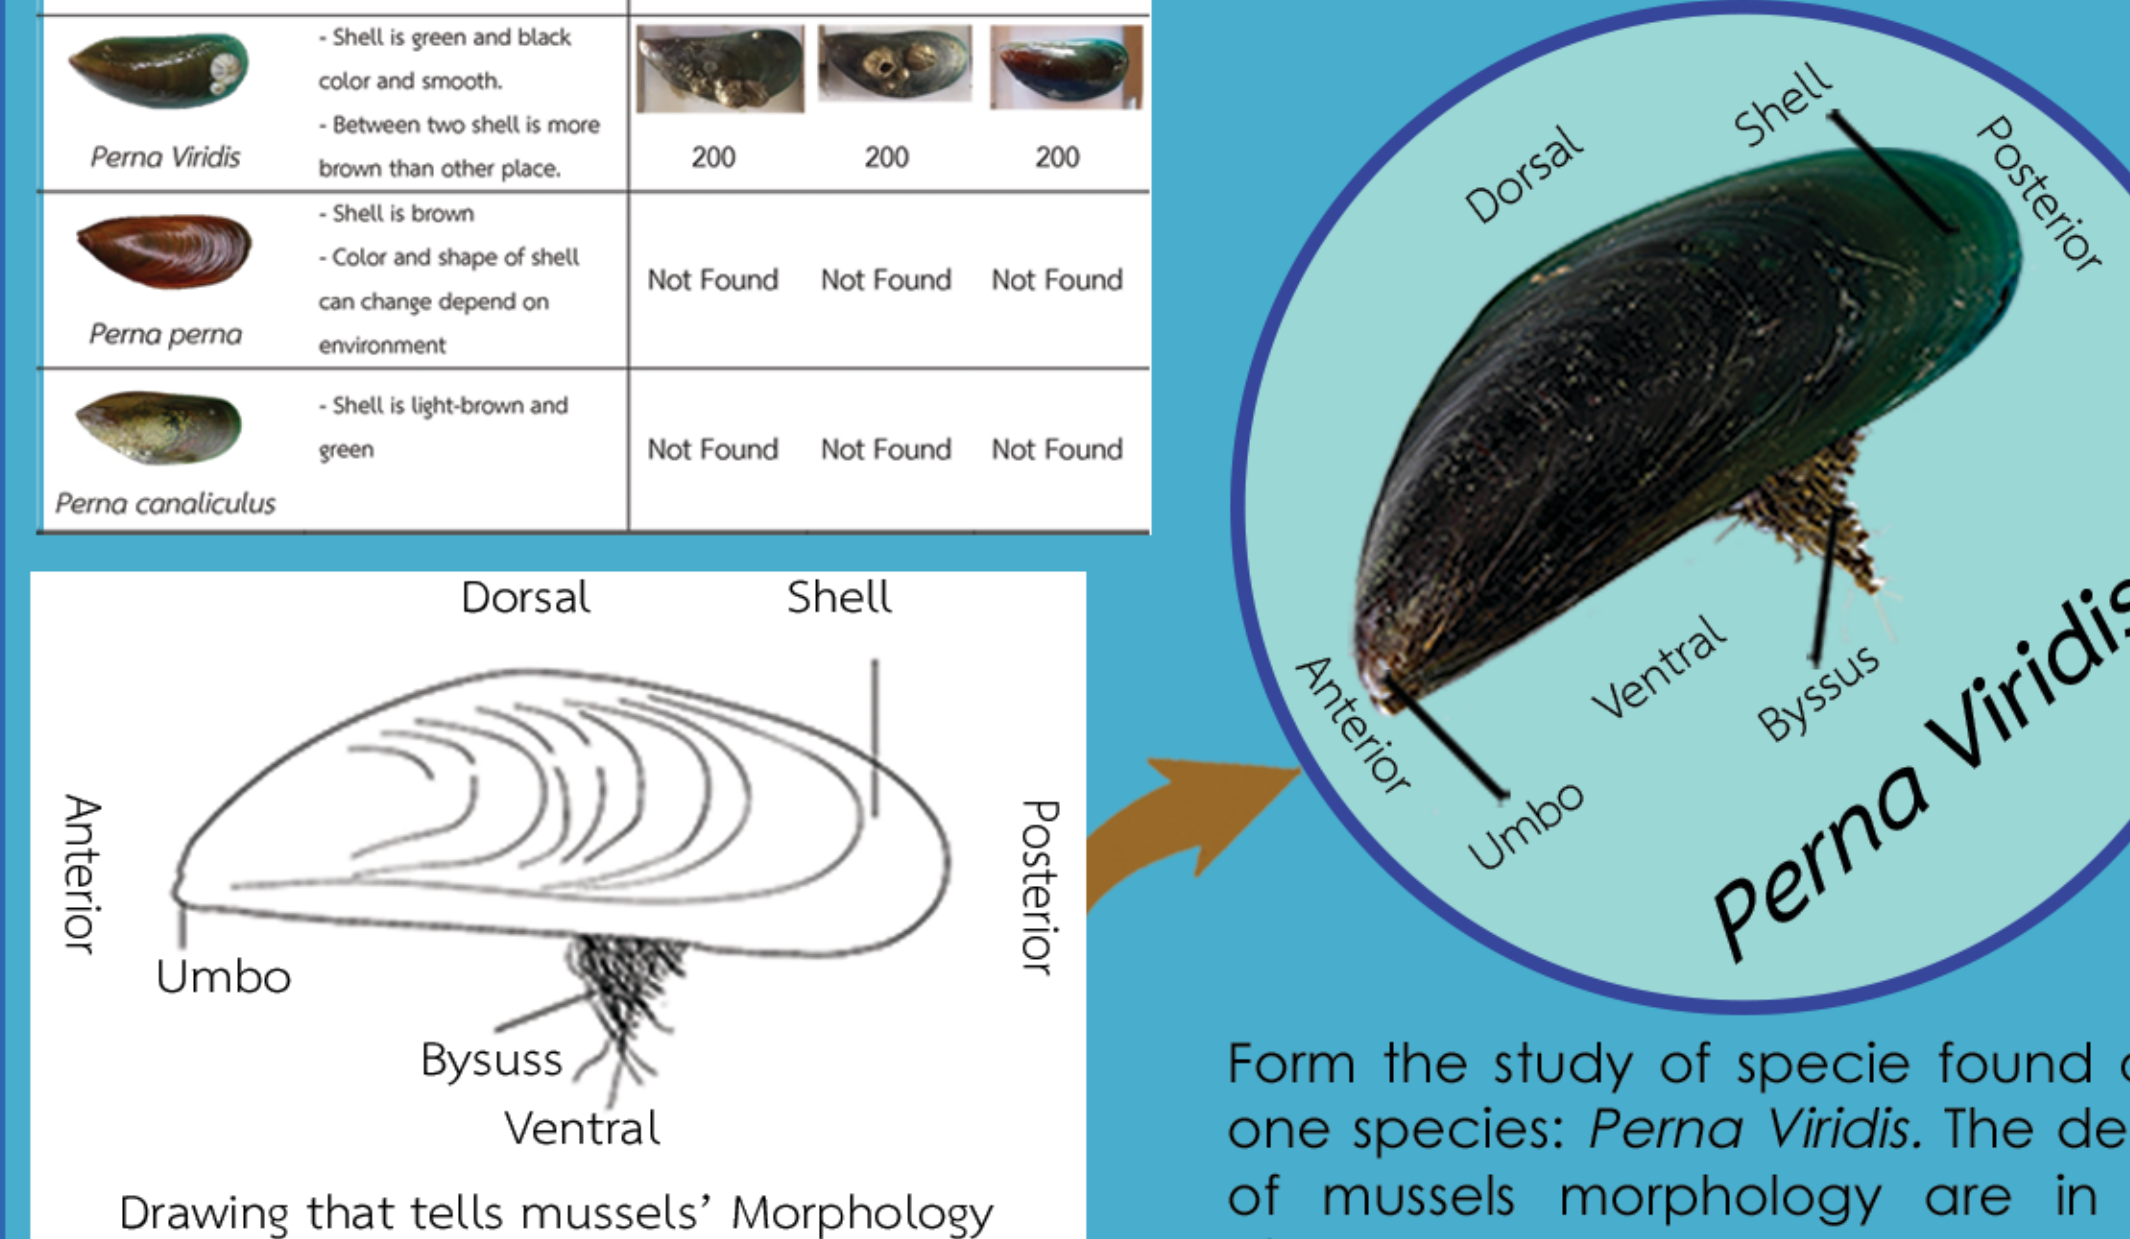 - Shell is green and black
color and smooth.
- Between two shell is more
brown than other place.
Perna Viridis
200 200 200
- Shell is brown
- Color and shape of shell
can change depend on
environment
Perna perna
Not Found Not Found Not Found
- Shell is light-brown and
green
Perna canaliculus
Not Found Not Found Not Found
Dorsal Shell
Anterior
Posterior
Umbo
Bysuss
Ventral
Drawing that tells mussels’ Morphology
Shell
Dorsal
Posterior
Anterior
Ventral
Byssus
Umbo
Perna Viridis
Form the study of specie found
one species: Perna Viridis. The
of mussels morphology are in